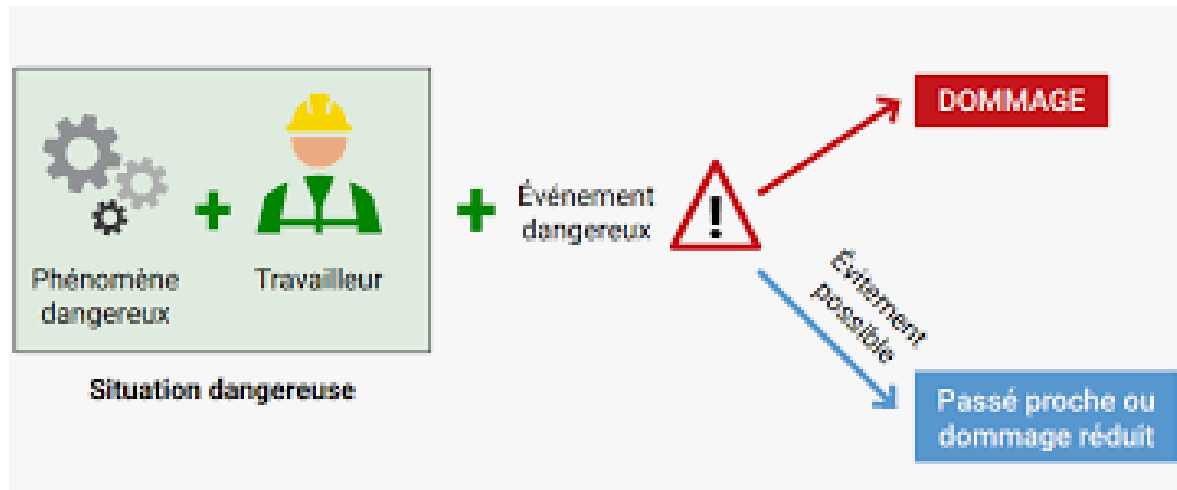 Phénomène
dangereux
Travailleur
Situation dangereuse
Événement
dangereux
!
DOMMAGE
Évitement
possible
Passé proche ou
dommage réduit